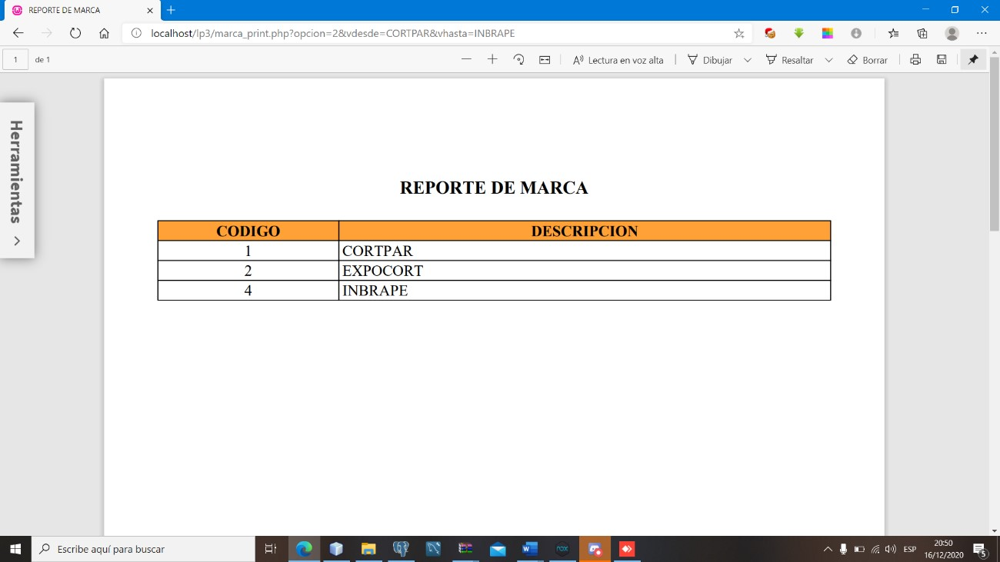 REPORTE DE MARCA
localhost/lp3/marca_print.php?opcion=2&vdesde=CORTPAR&vhasta=INBRAPE
1 de 1 Lectura en voz alta Dibujar Resaltar Borrar
Herramientas
REPORTE DE MARCA
CODIGO DESCRIPCION
1 CORTPAR
2 EXPOCORT
4 INBRAPE
Escribe aquí para buscar
nox
ESP
20:50
16/12/2020
5